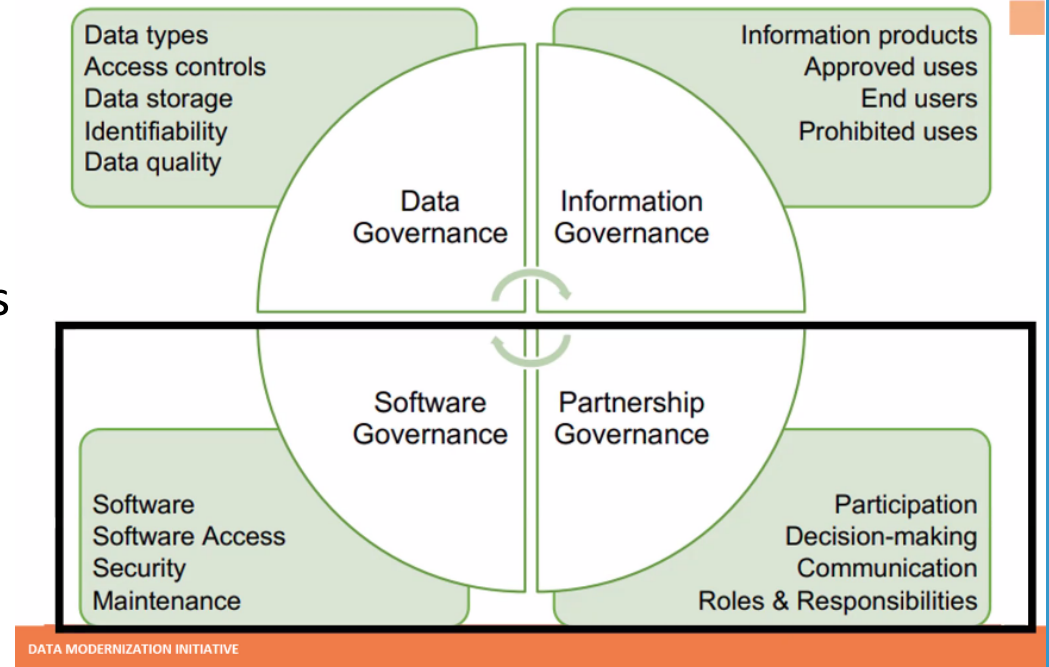 Data types
Access controls
Data storage
Identifiability
Data quality
Information products
Approved uses
End users
Prohibited uses
Data
Governance
Information
Governance
s
Software
Governance
Partnership
Governance
Software
Software Access
Security
Maintenance
Participation
Decision-making
Communication
Roles & Responsibilities
DATA MODERNIZATION INITIATIVE